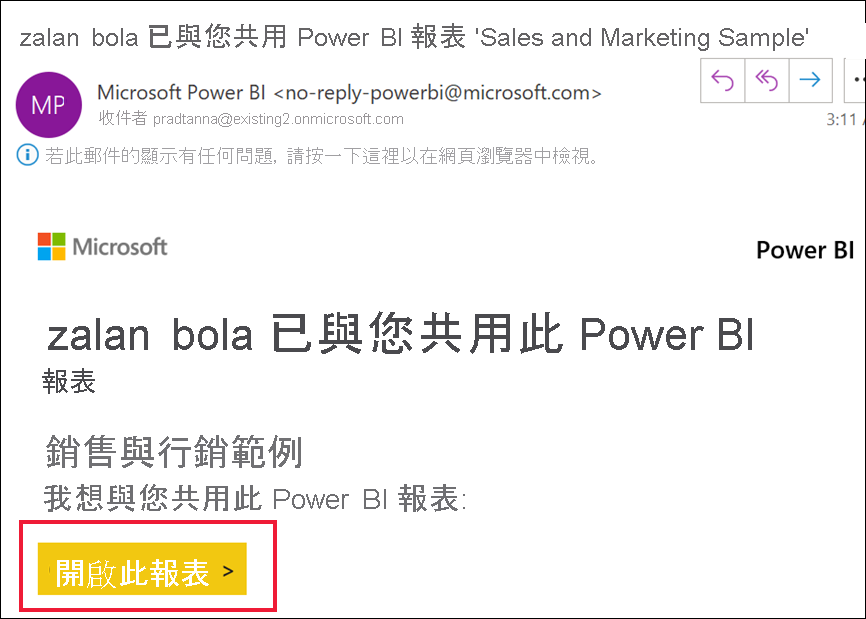 zalan bola 已與您共用 Power BI 報表 'Sales and Marketing Sample'
MP
Microsoft Power BI <no-reply-powerbi@microsoft.com>
收件者 pradtanna@existing2.onmicrosoft.com
3:11
若此郵件的顯示有任何問題, 請按一下這裡以在網頁瀏覽器中檢視。
Microsoft
Power BI
zalan bola 已與您共用此 Power BI
報表
銷售與行銷範例
我想與您共用此 Power BI 報表:
開啟此報表 >